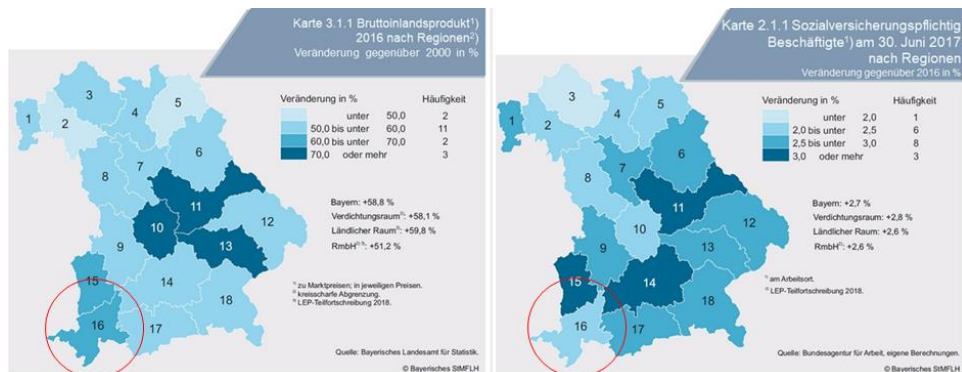 Karte 3.1.1 Bruttoinlandsprodukt¹)
2016 nach Regionen²)
Veränderung gegenüber 2000 in %
Veränderung in %
Häufigkeit
unter 50,0 2
50,0 bis unter 60,0 11
60,0 bis unter 70,0 2
70,0 oder mehr 3
1
2
3
4
5
6
7
8
9
10
11
12
13
14
15
16
17
18
Bayern: +58,8 %
Verdichtungsraum³⁾: +58,1 %
Ländlicher Raum³⁾: +59,8 %
RmbH²⁾ ³⁾: +51,2 %
¹⁾ zu Marktpreisen; in jeweiligen Preisen.
²⁾ kreisscharfe Abgrenzung.
³⁾ LEP-Teilfortschreibung 2018.
Quelle: Bayerisches Landesamt für Statistik.
© Bayerisches StMFLH
Karte 2.1.1 Sozialversicherungspflichtig
Beschäftigte¹) am 30. Juni 2017
nach Regionen
Veränderung gegenüber 2016 in %
Veränderung in %
Häufigkeit
unter 2,0 1
2,0 bis unter 2,5 6
2,5 bis unter 3,0 8
3,0 oder mehr 3
1
2
3
4
5
6
7
8
9
10
11
12
13
14
15
16
17
18
Bayern: +2,7 %
Verdichtungsraum: +2,8 %
Ländlicher Raum: +2,6 %
RmbH²⁾: +2,6 %
¹⁾ am Arbeitsort.
²⁾ LEP-Teilfortschreibung 2018.
Quelle: Bundesagentur für Arbeit, eigene Berechnungen.
© Bayerisches StMFLH